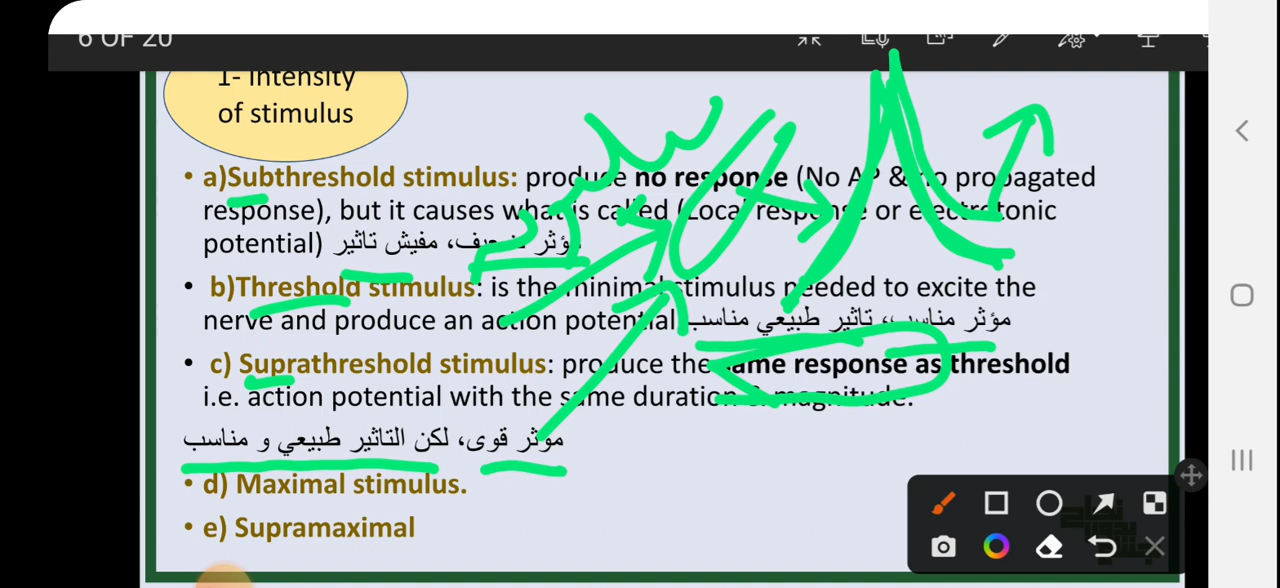 6 OF 20
1- Intensity
of stimulus
• a)Subthreshold stimulus: produce no response (No AP & no propagated
response), but it causes what is called (Local response or electrotonic
potential) مؤثر ضعيف، مفيش تاثير
• b)Threshold stimulus: is the minimal stimulus needed to excite the
nerve and produce an action potential مؤثر مناسب، تاثير طبيعي مناسب
• c) Suprathreshold stimulus: produce the same response as threshold
i.e. action potential with the same duration & magnitude.
مؤثر قوى، لكن التاثير طبيعي و مناسب
• d) Maximal stimulus.
• e) Supramaximal